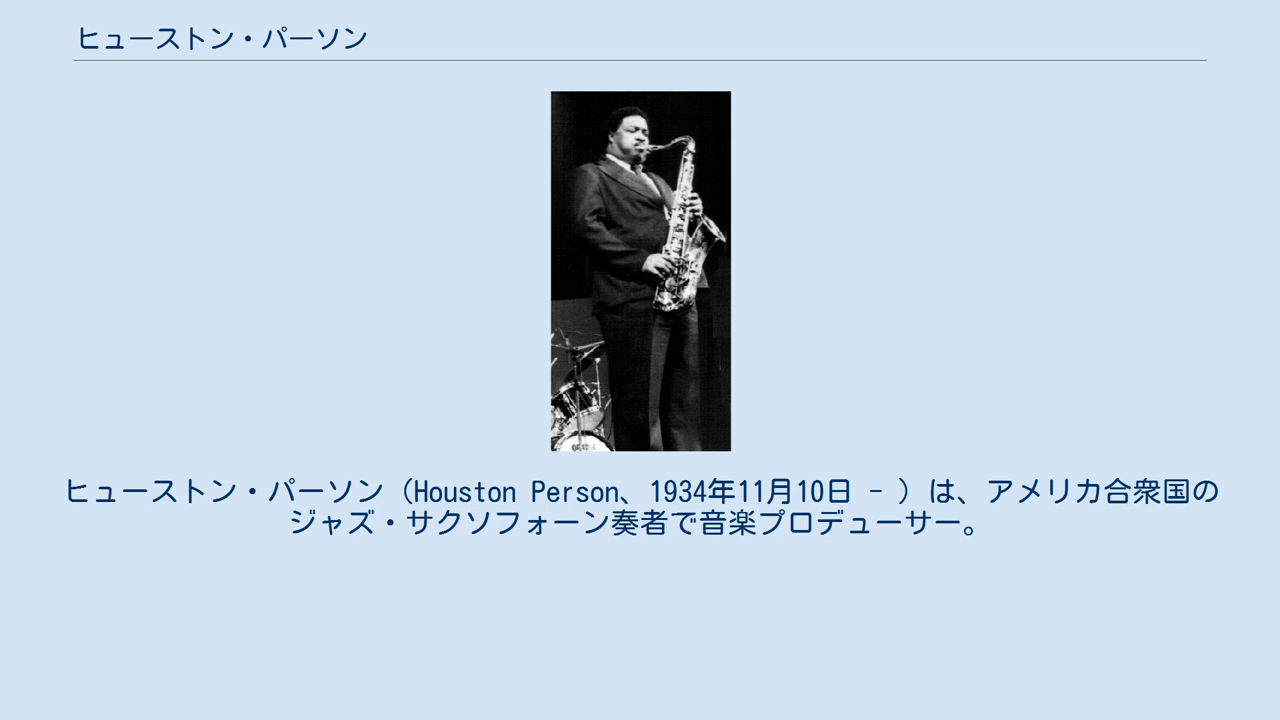 ヒューストン・パーソン
ヒューストン・パーソン（Houston Person、1934年11月10日 - ）は、アメリカ合衆国の
ジャズ・サクソフォーン奏者で音楽プロデューサー。